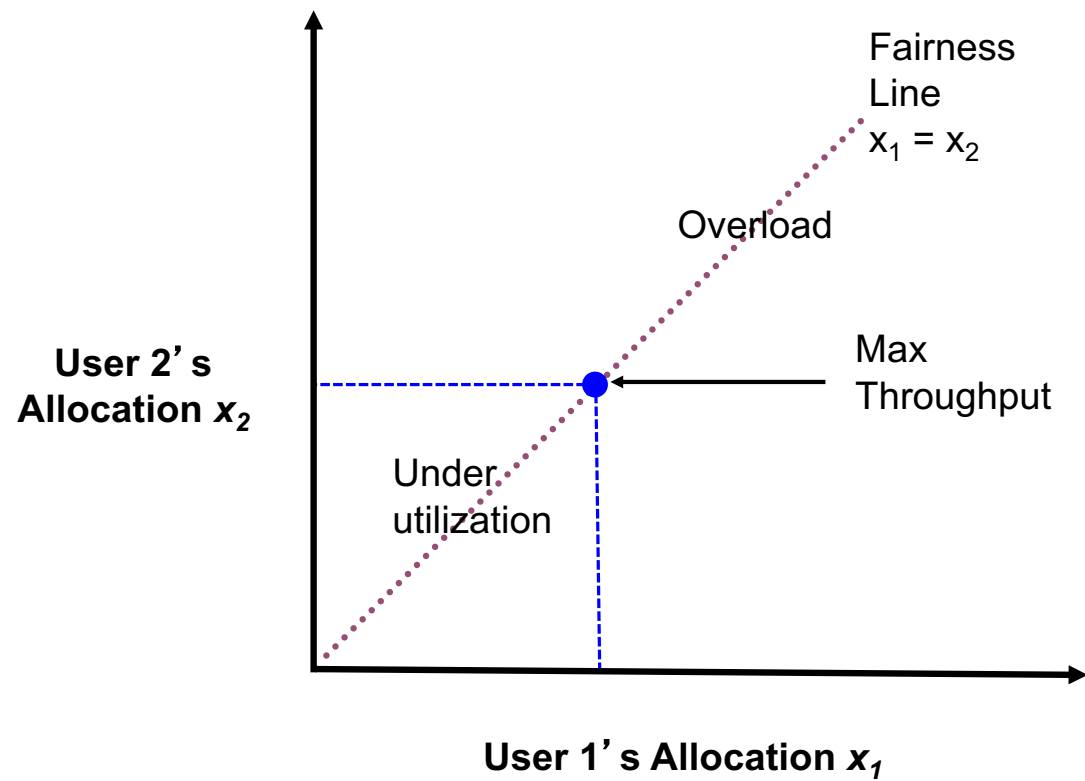 Fairness
Line
x₁ = x₂
Overload
Max
Throughput
User 2’s
Allocation x₂
Under
utilization
User 1’s Allocation x₁